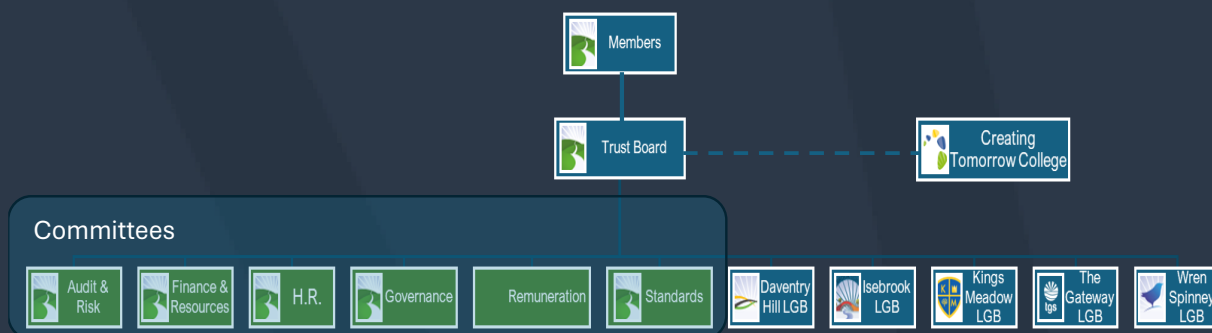 Members
Trust Board
Creating
Tomorrow College
Committees
Audit &
Risk
Finance &
Resources
H.R.
Governance
Remuneration
Standards
Daventry
Hill LGB
Isebrook
LGB
K
M
Kings
Meadow
LGB
tgs
The
Gateway
LGB
Wren
Spinney
LGB